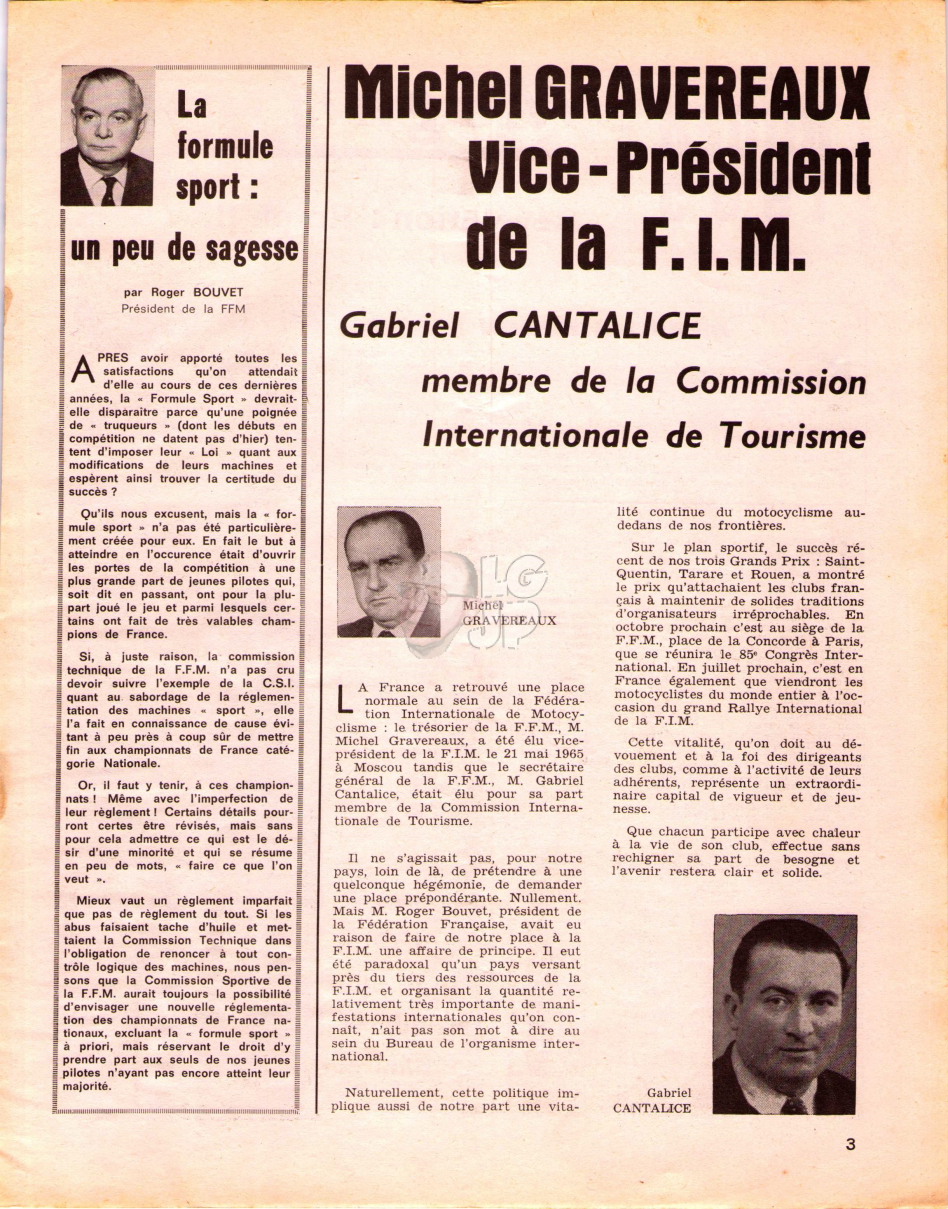 La
formule
sport :
un peu de sagesse
par Roger BOUVET
Président de la FFM
APRES avoir apporté toutes les
satisfactions qu'on attendait
d'elle au cours de ces dernières
années, la « Formule Sport » devrait-
elle disparaître parce qu'une poignée
de « truqueurs » (dont les débuts en
compétition ne datent pas d'hier) ten-
tent d'imposer leur « Loi » quant aux
modifications de leurs machines et
espèrent ainsi trouver la certitude du
succès ?
Qu'ils nous excusent, mais la « for-
mule sport » n'a pas été particulière-
ment créée pour eux. En fait le but à
atteindre en l'occurence était d'ouvrir
les portes de la compétition à une
plus grande part de jeunes pilotes qui,
soit dit en passant, ont pour la plu-
part joué le jeu et parmi lesquels cer-
tains ont fait de très valables cham-
pions de France.
Si, à juste raison, la commission
technique de la F.F.M. n'a pas cru
devoir suivre l'exemple de la C.S.I.
quant au sabordage de la réglemen-
tation des machines « sport », elle
l'a fait en connaissance de cause évi-
tant à peu près à coup sûr de mettre
fin aux championnats de France caté-
gorie Nationale.
Or, il faut y tenir, à ces champion-
nats ! Même avec l'imperfection de
leur règlement ! Certains détails pour-
ront certes être révisés, mais sans
pour cela admettre ce qui est le dé-
sir d'une minorité et qui se résume
en peu de mots, « faire ce que l'on
veut ».
Mieux vaut un règlement imparfait
que pas de règlement du tout. Si les
abus faisaient tache d'huile et met-
taient la Commission Technique dans
l'obligation de renoncer à tout con-
trôle logique des machines, nous pen-
sons que la Commission Sportive de
la F.F.M. aurait toujours la possibilité
d'envisager une nouvelle réglementa-
tion des championnats de France na-
tionaux, excluant la « formule sport »
à priori, mais réservant le droit d'y
prendre part aux seuls de nos jeunes
pilotes n'ayant pas encore atteint leur
majorité.
Michel GRAVEREAUX
Vice-Président
de la F.I.M.
Gabriel CANTALICE
membre de la Commission
Internationale de Tourisme
Michel
GRAVEREAUX
LA France a retrouvé une place
normale au sein de la Fédéra-
tion Internationale de Motocy-
clisme : le trésorier de la F.F.M., M.
Michel Gravereaux, a été élu vice-
président de la F.I.M. le 21 mai 1965
à Moscou tandis que le secrétaire
général de la F.F.M., M. Gabriel
Cantalice, était élu pour sa part
membre de la Commission Interna-
tionale de Tourisme.
Il ne s'agissait pas, pour notre
pays, loin de là, de prétendre à une
quelconque hégémonie, de demander
une place prépondérante. Nullement.
Mais M. Roger Bouvet, président de
la Fédération Française, avait eu
raison de faire de notre place à la
F.I.M. une affaire de principe. Il eut
été paradoxal qu'un pays versant
près du tiers des ressources de la
F.I.M. et organisant la quantité re-
lativement très importante de mani-
festations internationales qu'on con-
naît, n'ait pas son mot à dire au
sein du Bureau de l'organisme inter-
national.
Naturellement, cette politique im-
plique aussi de notre part une vita-
lité continue du motocyclisme au-
dedans de nos frontières.
Sur le plan sportif, le succès ré-
cent de nos trois Grands Prix : Saint-
Quentin, Tarare et Rouen, a montré
le prix qu'attachaient les clubs fran-
çais à maintenir de solides traditions
d'organisateurs irréprochables. En
octobre prochain c'est au siège de la
F.F.M., place de la Concorde à Paris,
que se réunira le 85e Congrès Inter-
national. En juillet prochain, c'est en
France également que viendront les
motocyclistes du monde entier à l'oc-
casion du grand Rallye International
de la F.I.M.
Cette vitalité, qu'on doit au dé-
vouement et à la foi des dirigeants
des clubs, comme à l'activité de leurs
adhérents, représente un extraordi-
naire capital de vigueur et de jeu-
nesse.
Que chacun participe avec chaleur
à la vie de son club, effectue sans
rechigner sa part de besogne et
l'avenir restera clair et solide.
Gabriel
CANTALICE
3